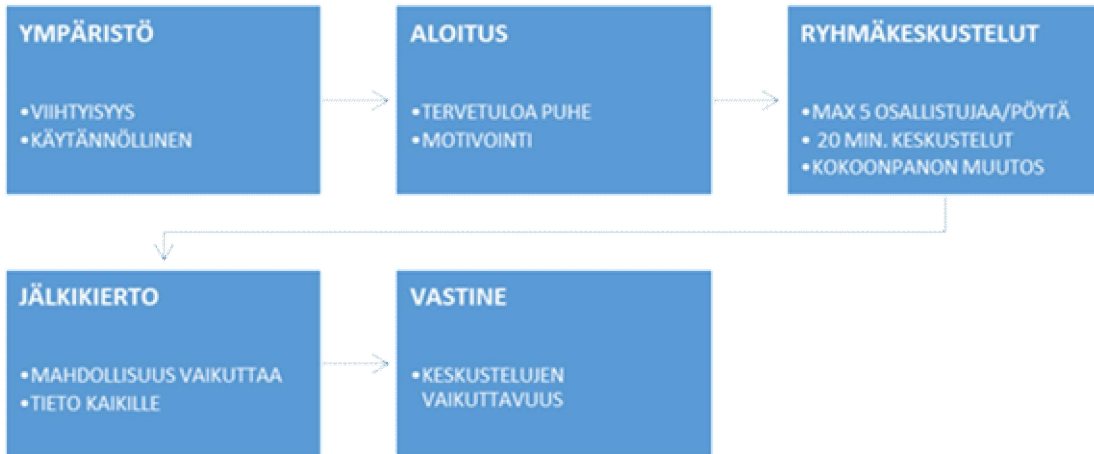 YMPÄRISTÖ
•VIIHTYISYYS
•KÄYTÄNNÖLLINEN
ALOITUS
•TERVETULOA PUHE
•MOTIVOINTI
RYHMÄKESKUSTELUT
•MAX 5 OSALLISTUJAA/PÖYTÄ
• 20 MIN. KESKUSTELUT
•KOKOONPANON MUUTOS
JÄLKIKIERTO
•MAHDOLLISUUS VAIKUTTAA
•TIETO KAIKILLE
VASTINE
•KESKUSTELUJEN
VAIKUTTAVUUS